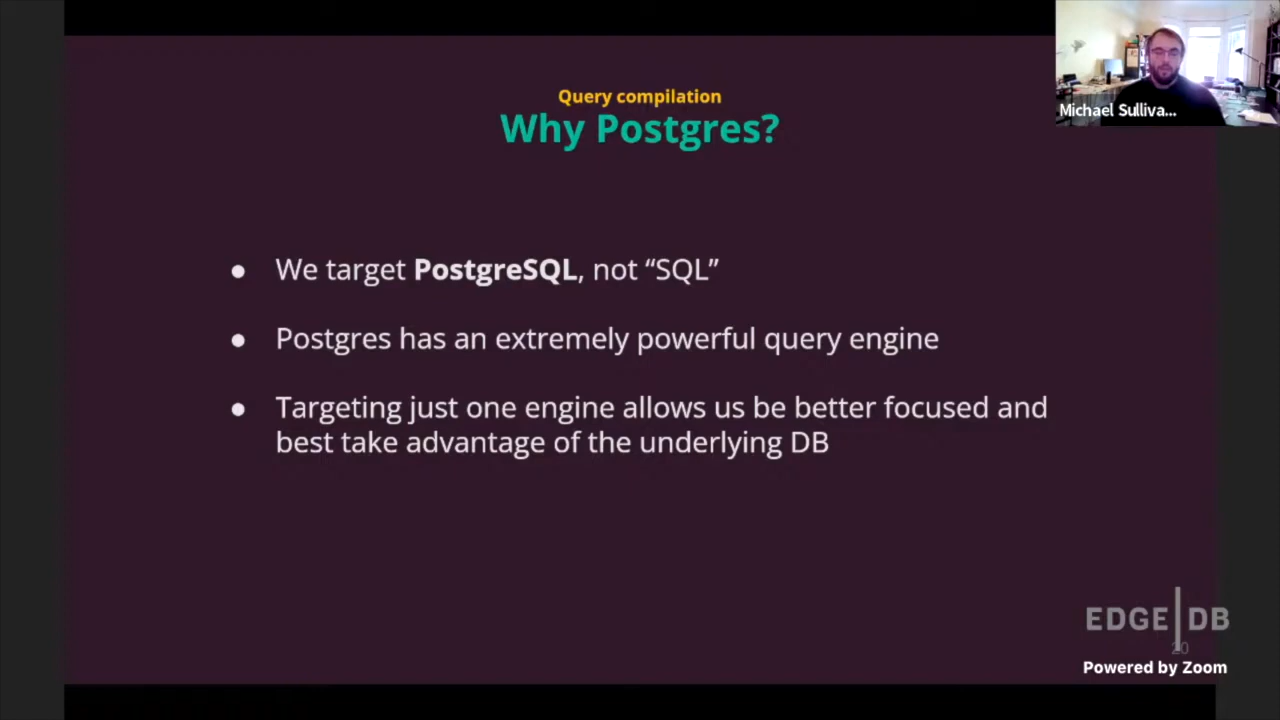 Query compilation
Why Postgres?
Michael Sulliva...
● We target PostgreSQL, not “SQL”
● Postgres has an extremely powerful query engine
● Targeting just one engine allows us be better focused and
best take advantage of the underlying DB
EDGE|DB
20
Powered by Zoom